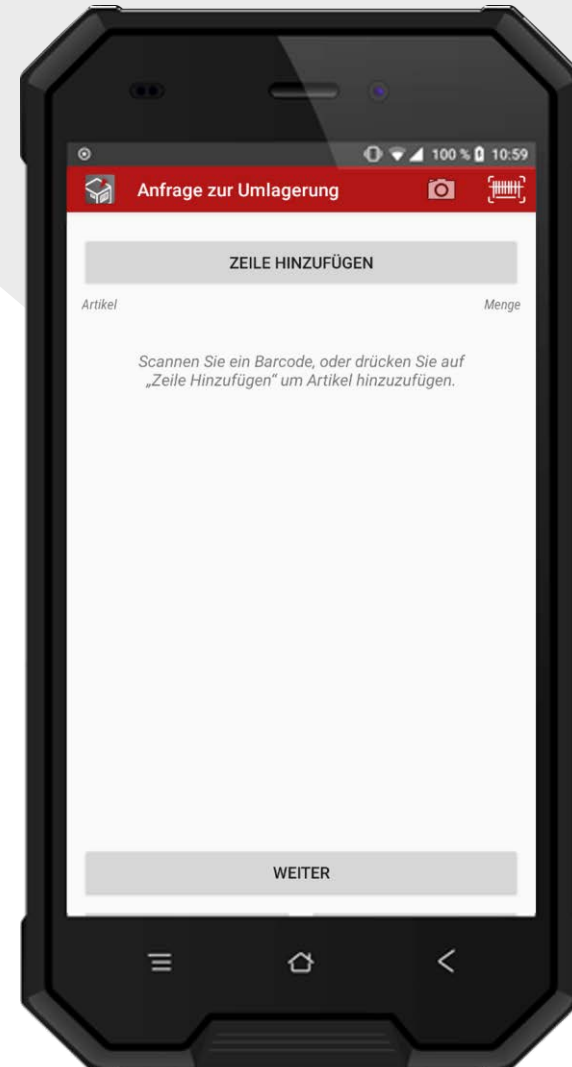 100 % 10:59
Anfrage zur Umlagerung
ZEILE HINZUFÜGEN
Artikel Menge
Scannen Sie ein Barcode, oder drücken Sie auf
„Zeile Hinzufügen“ um Artikel hinzuzufügen.
WEITER